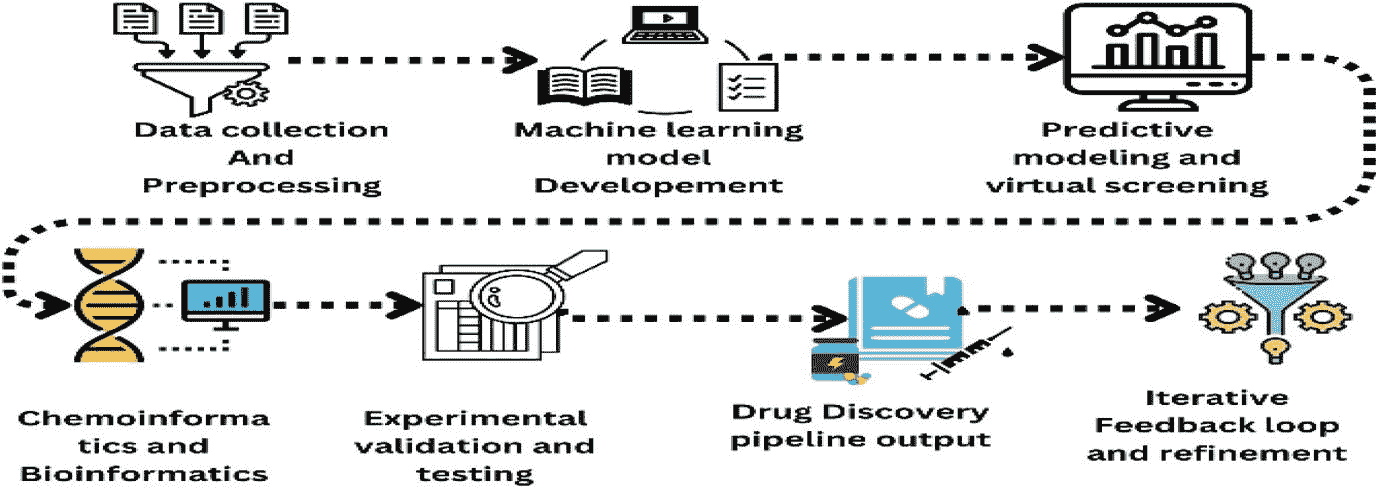 Data collection
And
Preprocessing
Machine learning
model
Developement
Predictive
modeling and
virtual screening
Chemoinforma
tics and
Bioinformatics
Experimental
validation and
testing
Drug Discovery
pipeline output
Iterative
Feedback loop
and refinement